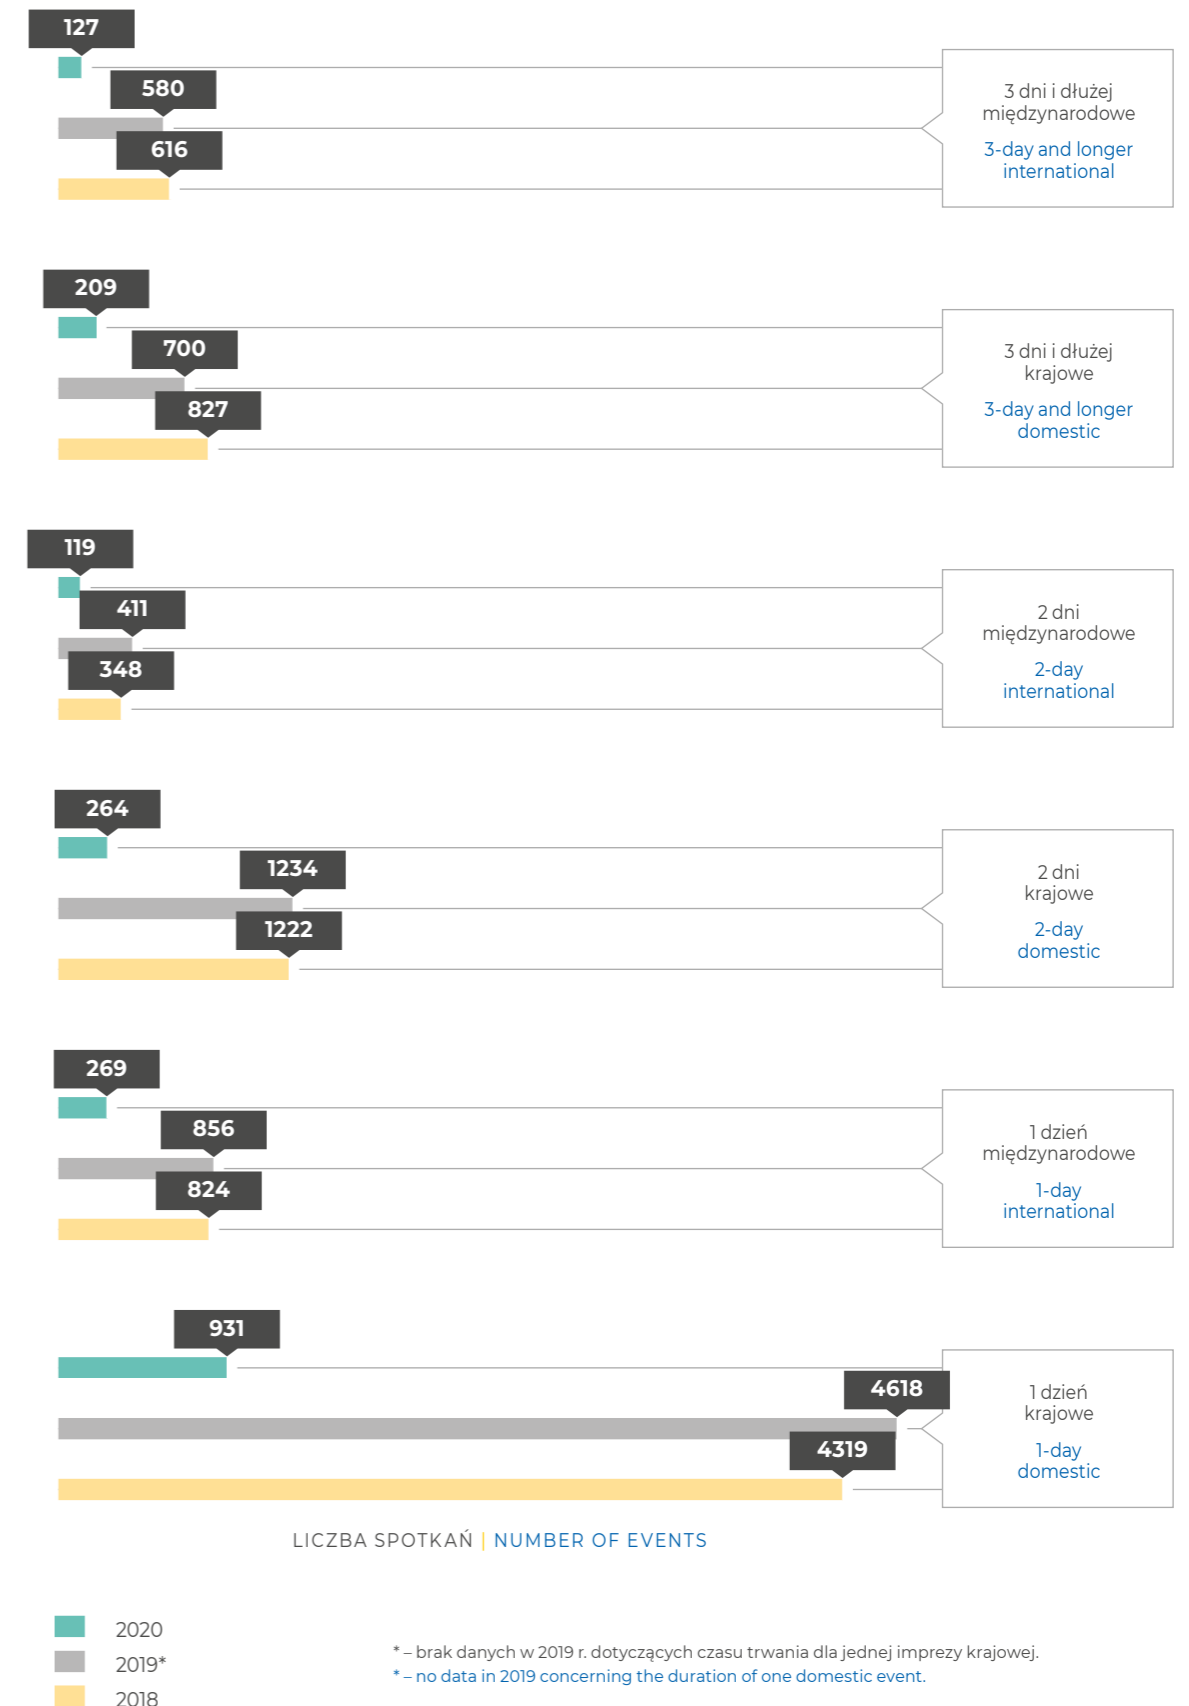 127
580
616
3 dni i dłużej
międzynarodowe
3-day and longer
international
209
700
827
3 dni i dłużej
krajowe
3-day and longer
domestic
119
411
348
2 dni
międzynarodowe
2-day
international
264
1234
1222
2 dni
krajowe
2-day
domestic
269
856
824
1 dzień
międzynarodowe
1-day
international
931
4618
4319
1 dzień
krajowe
1-day
domestic
LICZBA SPOTKAŃ | NUMBER OF EVENTS
2020
2019*
2018
* – brak danych w 2019 r. dotyczących czasu trwania dla jednej imprezy krajowej.
* – no data in 2019 concerning the duration of one domestic event.